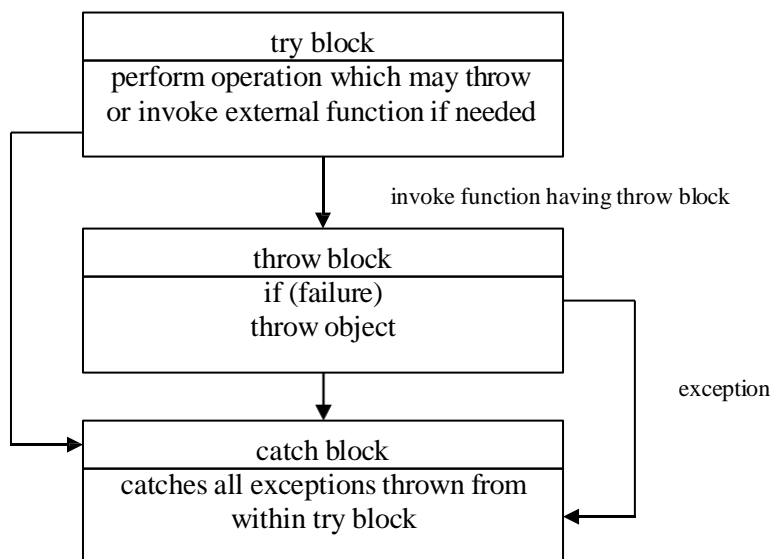 try block
perform operation which may throw
or invoke external function if needed
invoke function having throw block
throw block
if (failure)
throw object
exception
catch block
catches all exceptions thrown from
within try block